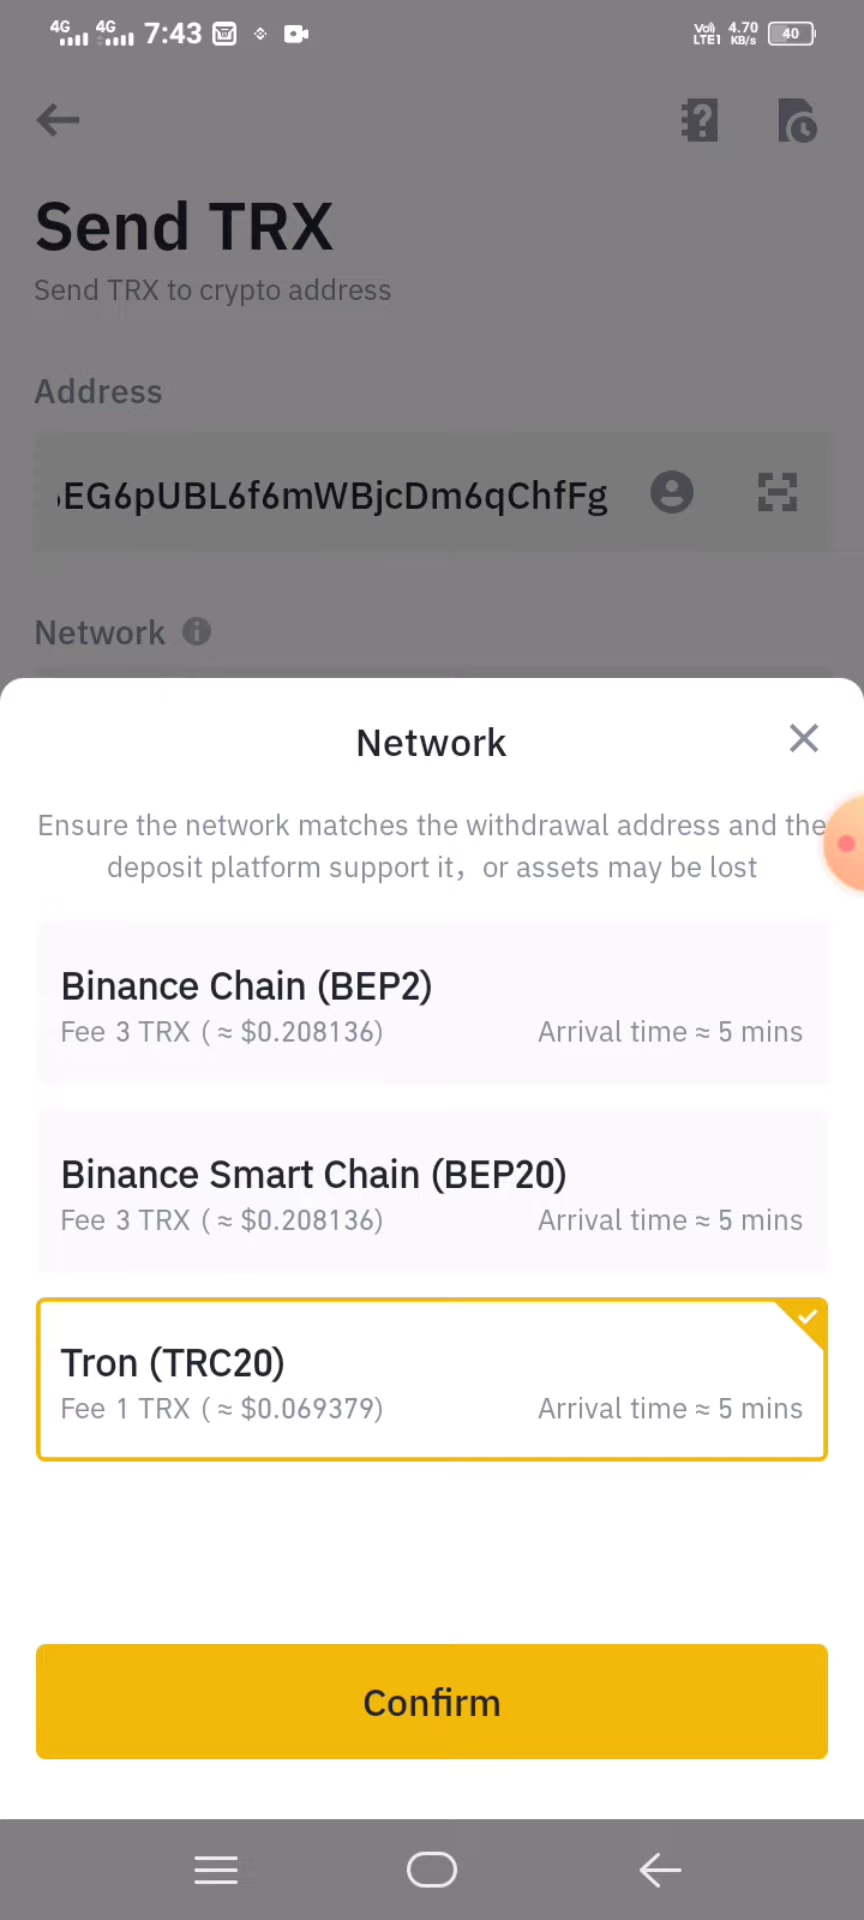 4G 4G 7:43 Vo) LTE1 4.70 KB/s 40
Send TRX
Send TRX to crypto address
Address
EG6pUBL6f6mWBjcDm6qChfFg
Network
Network
Ensure the network matches the withdrawal address and the
deposit platform support it, or assets may be lost
Binance Chain (BEP2)
Fee 3 TRX ( ≈ $0.208136) Arrival time ≈ 5 mins
Binance Smart Chain (BEP20)
Fee 3 TRX ( ≈ $0.208136) Arrival time ≈ 5 mins
Tron (TRC20)
Fee 1 TRX ( ≈ $0.069379) Arrival time ≈ 5 mins
Confirm